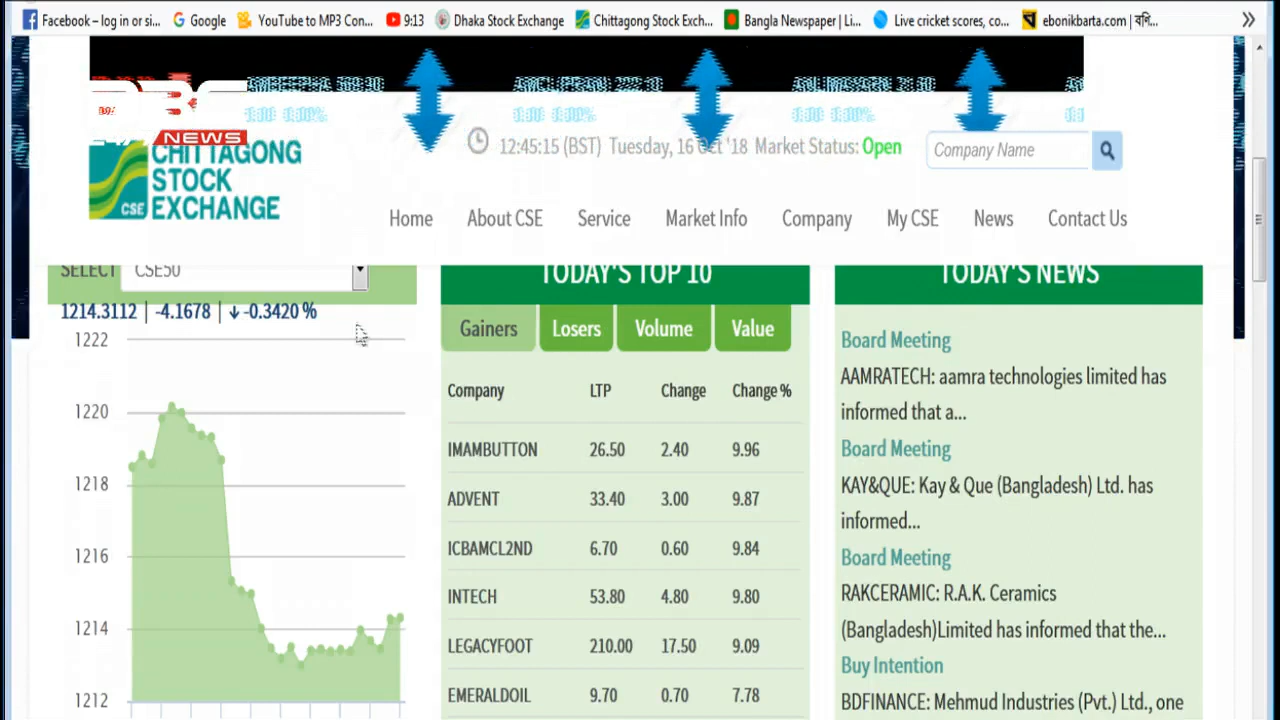 Facebook – log in or si...
Google
YouTube to MP3 Con...
9:13
Dhaka Stock Exchange
Chittagong Stock Exch...
Bangla Newspaper | Li...
Live cricket scores, co...
ebonikbarta.com | বণি...
DBC
NEWS
CHITTAGONG
STOCK
EXCHANGE
CSE
12:45:15 (BST) Tuesday, 16 Oct '18 Market Status: Open
Company Name
Home About CSE Service Market Info Company My CSE News Contact Us
SELECT CSE50
1214.3112 | -4.1678 | ↓ -0.3420 %
1222
1220
1218
1216
1214
1212
TODAY'S TOP 10
Gainers Losers Volume Value
Company LTP Change Change %
IMAMBUTTON 26.50 2.40 9.96
ADVENT 33.40 3.00 9.87
ICBAMCL2ND 6.70 0.60 9.84
INTECH 53.80 4.80 9.80
LEGACYFOOT 210.00 17.50 9.09
EMERALDOIL 9.70 0.70 7.78
TODAY'S NEWS
Board Meeting
AAMRATECH: aamra technologies limited has
informed that a...
Board Meeting
KAY&QUE: Kay & Que (Bangladesh) Ltd. has
informed...
Board Meeting
RAKCERAMIC: R.A.K. Ceramics
(Bangladesh)Limited has informed that the...
Buy Intention
BDFINANCE: Mehmud Industries (Pvt.) Ltd., one